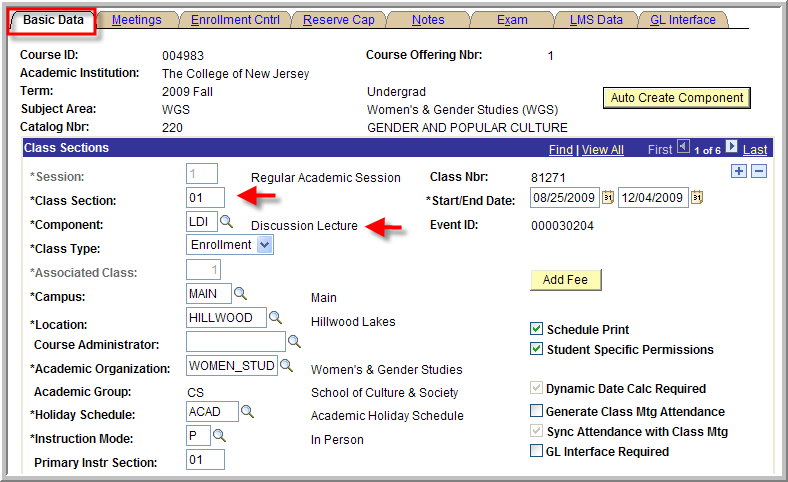 Basic Data Meetings Enrollment Cntrl Reserve Cap Notes Exam LMS Data GL Interface
Course ID: 004983 Course Offering Nbr: 1
Academic Institution: The College of New Jersey
Term: 2009 Fall Undergrad
Auto Create Component
Subject Area: WGS Women's & Gender Studies (WGS)
Catalog Nbr: 220 GENDER AND POPULAR CULTURE
Class Sections Find | View All First 1 of 6 Last
*Session: 1 Regular Academic Session Class Nbr: 81271
*Class Section: 01 *Start/End Date: 08/25/2009 31 12/04/2009 31
*Component: LDI Discussion Lecture Event ID: 000030204
*Class Type: Enrollment
*Associated Class: 1 Add Fee
*Campus: MAIN Main
*Location: HILLWOOD Hillwood Lakes
Schedule Print
Course Administrator:
Student Specific Permissions
*Academic Organization: WOMEN_STUD Women's & Gender Studies
Academic Group: CS School of Culture & Society Dynamic Date Calc Required
*Holiday Schedule: ACAD Academic Holiday Schedule Generate Class Mtg Attendance
Sync Attendance with Class Mtg
*Instruction Mode: P In Person
GL Interface Required
Primary Instr Section: 01